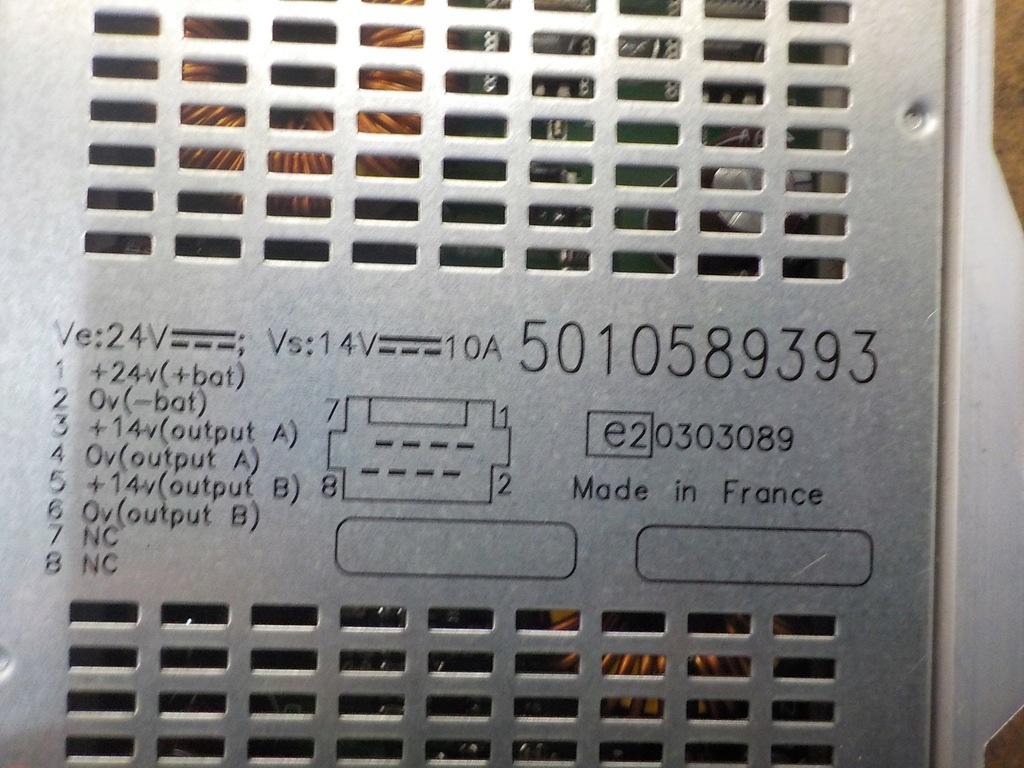 Ve:24V; Vs:14V 10A 5010589393
1 +24v(+bat)
2 0v(-bat)
3 +14v(output A)
4 0v(output A)
5 +14v(output B)
6 0v(output B)
7 NC
8 NC
7 1
8 2
e2 0303089
Made in France